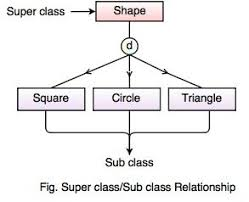 Super class Shape
d
Square Circle Triangle
Sub class
Fig. Super class/Sub class Relationship